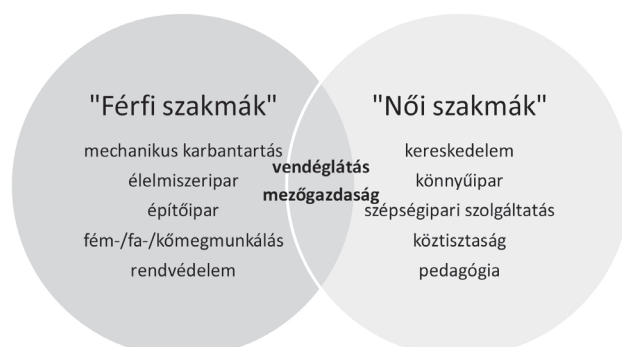 "Férfi szakmák"
mechanikus karbantartás
élelmiszeripar
építőipar
fém-/fa-/kőmegmunkálás
rendvédelem
vendéglátás
mezőgazdaság
"Női szakmák"
kereskedelem
könnyűipar
szépségipari szolgáltatás
köztisztaság
pedagógia